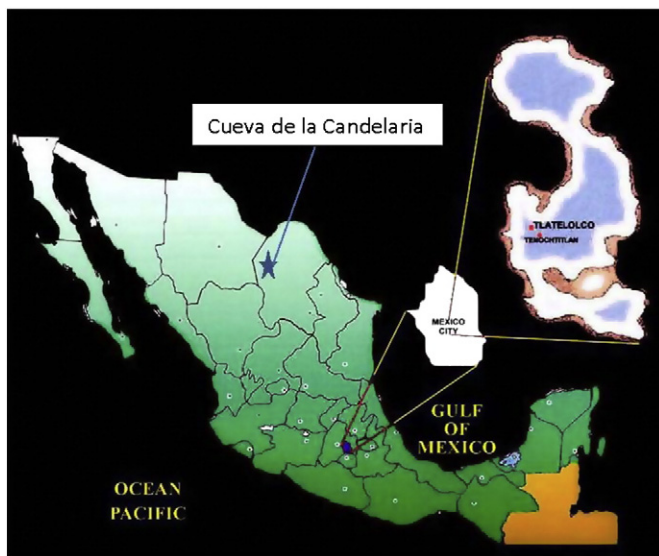 Cueva de la Candelaria
TLATELOLCO
TENOCHTITLAN
MEXICO
CITY
GULF
OF
MEXICO
OCEAN
PACIFIC